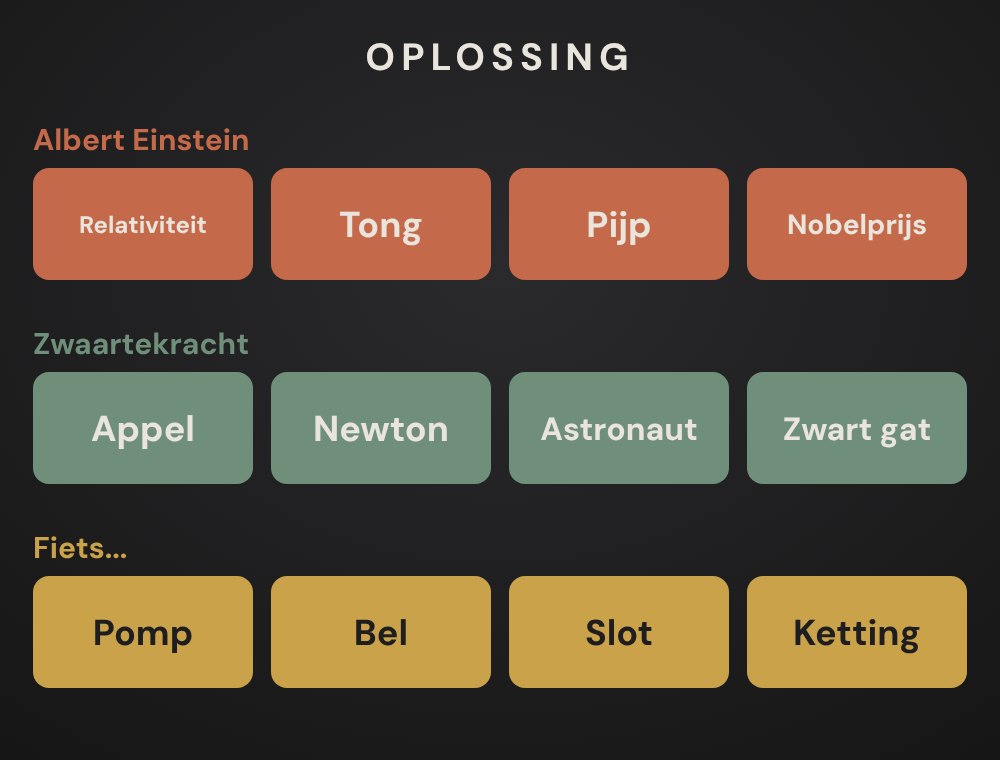 OPLOSSING
Albert Einstein
Relativiteit Tong Pijp Nobelprijs
Zwaartekracht
Appel Newton Astronaut Zwart gat
Fiets...
Pomp Bel Slot Ketting